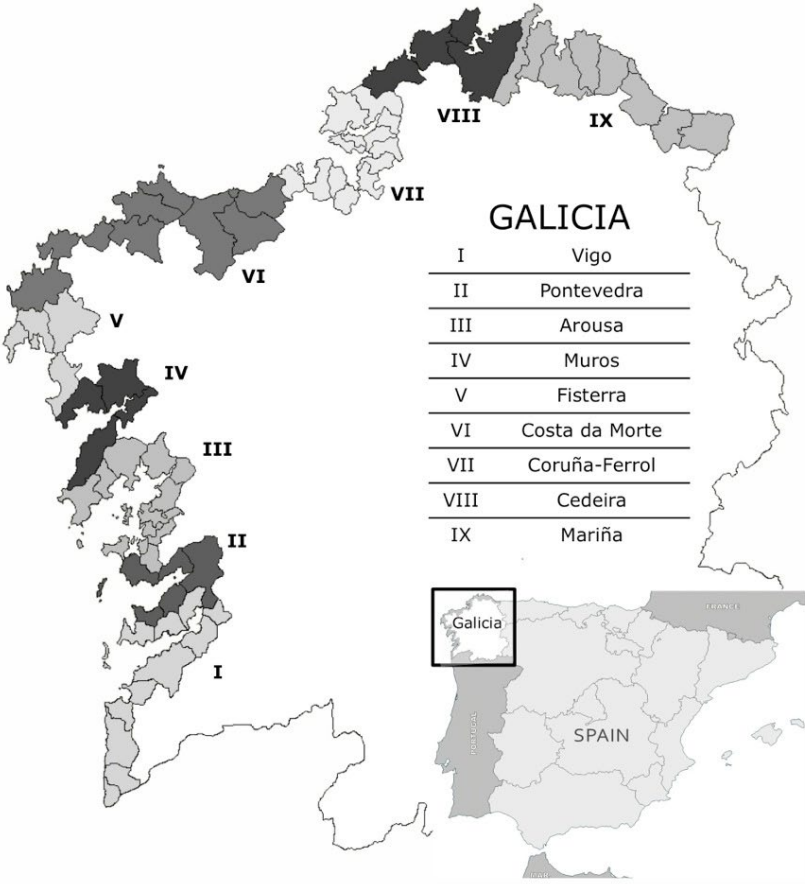 VIII
IX
VII
GALICIA
I Vigo
II Pontevedra
III Arousa
IV Muros
V Fisterra
VI Costa da Morte
VII Coruña-Ferrol
VIII Cedeira
IX Mariña
VI
V
IV
III
II
I
FRANCE
Galicia
SPAIN
PORTUGAL